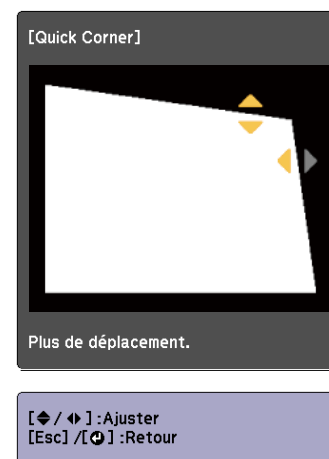 [Quick Corner]
Plus de déplacement.
[ / ] :Ajuster
[Esc] /[ ] :Retour